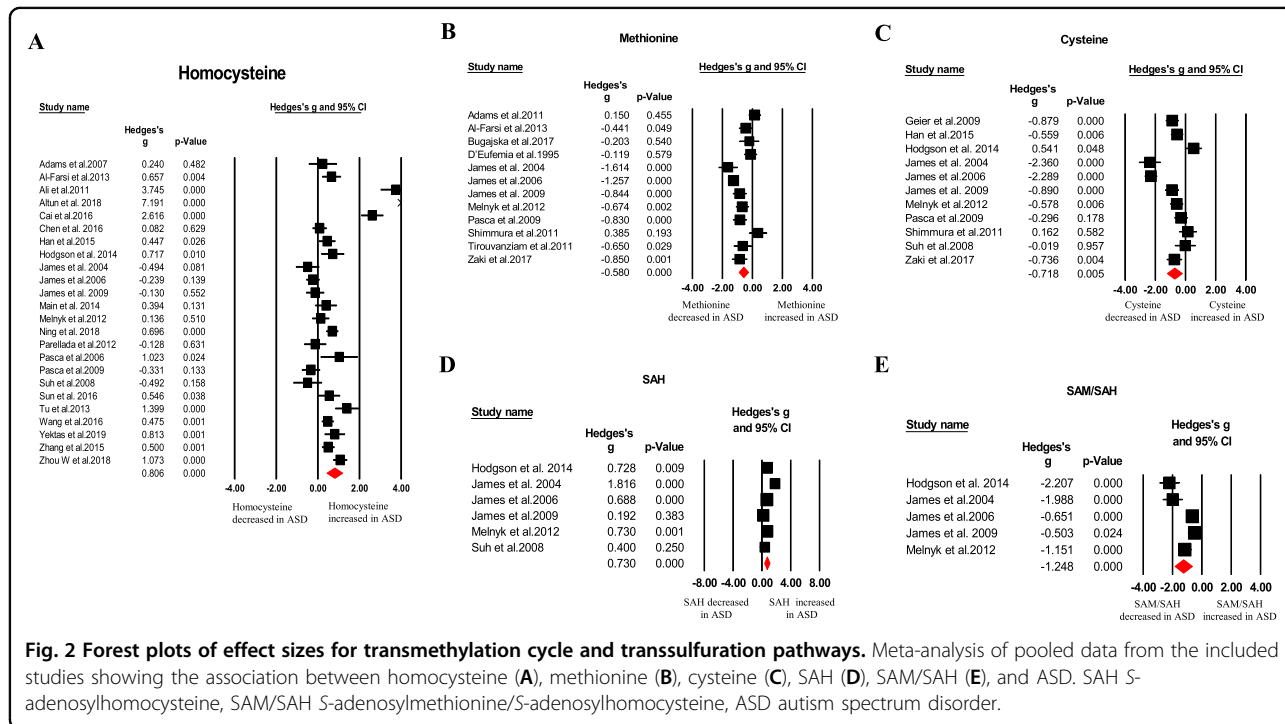 A
Homocysteine
Study name Hedges's g and 95% CI
Hedges's
g p-Value
Adams et.al.2007 0.240 0.482
Al-Farsi et.al.2013 0.657 0.004
Ali et.al.2011 3.745 0.000
Altun et.al. 2018 7.191 0.000
Cai et.al.2016 2.616 0.000
Chen et.al. 2016 0.082 0.629
Han et.al.2015 0.447 0.026
Hodgson et.al. 2014 0.717 0.010
James et.al. 2004 -0.494 0.081
James et.al.2006 -0.239 0.139
James et.al. 2009 -0.130 0.552
Main et.al. 2014 0.394 0.131
Melnyk et.al.2012 0.136 0.510
Ning et.al. 2018 0.696 0.000
Parellada et.al.2012 -0.128 0.631
Pasca et.al.2006 1.023 0.024
Pasca et.al.2009 -0.331 0.133
Suh et.al.2008 -0.492 0.158
Sun et.al. 2016 0.546 0.038
Tu et.al.2013 1.399 0.000
Wang et.al.2016 0.475 0.001
Yektas et.al.2019 0.813 0.001
Zhang et.al.2015 0.500 0.001
Zhou W et.al.2018 1.073 0.000
0.806 0.000
-4.00 -2.00 0.00 2.00 4.00
Homocysteine Homocysteine
decreased in ASD increased in ASD
B
Methionine
Study name Hedges's g and 95% CI
Hedges's
g p-Value
Adams et.al.2011 0.150 0.455
Al-Farsi et.al.2013 -0.441 0.049
Bugajska et.al.2017 -0.203 0.540
D'Eufemia et.al.1995 -0.119 0.579
James et.al. 2004 -1.614 0.000
James et.al.2006 -1.257 0.000
James et.al. 2009 -0.844 0.000
Melnyk et.al.2012 -0.674 0.002
Pasca et.al.2009 -0.830 0.000
Shimmura et.al.2011 0.385 0.193
Tirouvanziam et.al.2011 -0.650 0.029
Zaki et.al.2017 -0.850 0.001
-0.580 0.000
-4.00 -2.00 0.00 2.00 4.00
Methionine Methionine
decreased in ASD increased in ASD
C
Cysteine
Study name Hedges's g and 95% CI
Hedges's
g p-Value
Geier et.al.2009 -0.879 0.000
Han et.al.2015 -0.559 0.006
Hodgson et.al. 2014 0.541 0.048
James et.al. 2004 -2.360 0.000
James et.al.2006 -2.289 0.000
James et.al. 2009 -0.890 0.000
Melnyk et.al.2012 -0.578 0.006
Pasca et.al.2009 -0.296 0.178
Shimmura et.al.2011 0.162 0.582
Suh et.al.2008 -0.019 0.957
Zaki et.al.2017 -0.736 0.004
-0.718 0.005
-4.00 -2.00 0.00 2.00 4.00
Cysteine Cysteine
decreased in ASD increased in ASD
D
SAH
Study name Hedges's g
and 95% CI
Hedges's
g p-Value
Hodgson et.al. 2014 0.728 0.009
James et.al. 2004 1.816 0.000
James et.al.2006 0.688 0.000
James et.al.2009 0.192 0.383
Melnyk et.al.2012 0.730 0.001
Suh et.al.2008 0.400 0.250
0.730 0.000
-8.00 -4.00 0.00 4.00 8.00
SAH decreased SAH increased
in ASD in ASD
E
SAM/SAH
Study name Hedges's g
and 95% CI
Hedges's
g p-Value
Hodgson et.al. 2014 -2.207 0.000
James et.al.2004 -1.988 0.000
James et.al.2006 -0.651 0.000
James et.al. 2009 -0.503 0.024
Melnyk et.al.2012 -1.151 0.000
-1.248 0.000
-4.00 -2.00 0.00 2.00 4.00
SAM/SAH SAM/SAH
decreased in ASD increased in ASD
Fig. 2 Forest plots of effect sizes for transmethylation cycle and transsulfuration pathways. Meta-analysis of pooled data from the included
studies showing the association between homocysteine (A), methionine (B), cysteine (C), SAH (D), SAM/SAH (E), and ASD. SAH S-
adenosylhomocysteine, SAM/SAH S-adenosylmethionine/S-adenosylhomocysteine, ASD autism spectrum disorder.